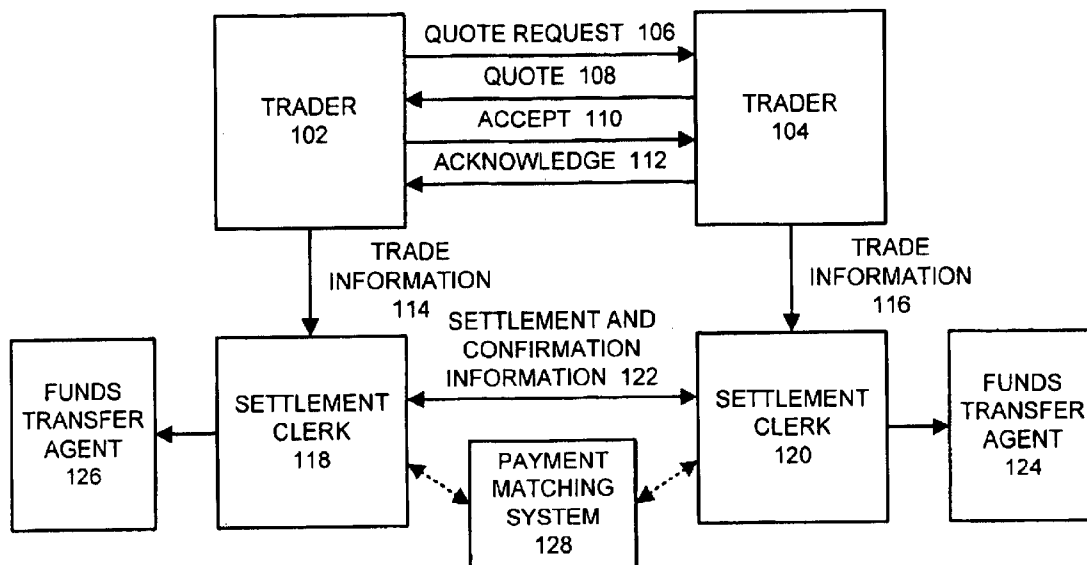 QUOTE REQUEST 106
QUOTE 108
ACCEPT 110
ACKNOWLEDGE 112
TRADER
102
TRADER
104
TRADE
INFORMATION
114
TRADE
INFORMATION
116
SETTLEMENT AND
CONFIRMATION
INFORMATION 122
FUNDS
TRANSFER
AGENT
126
SETTLEMENT
CLERK
118
PAYMENT
MATCHING
SYSTEM
128
SETTLEMENT
CLERK
120
FUNDS
TRANSFER
AGENT
124